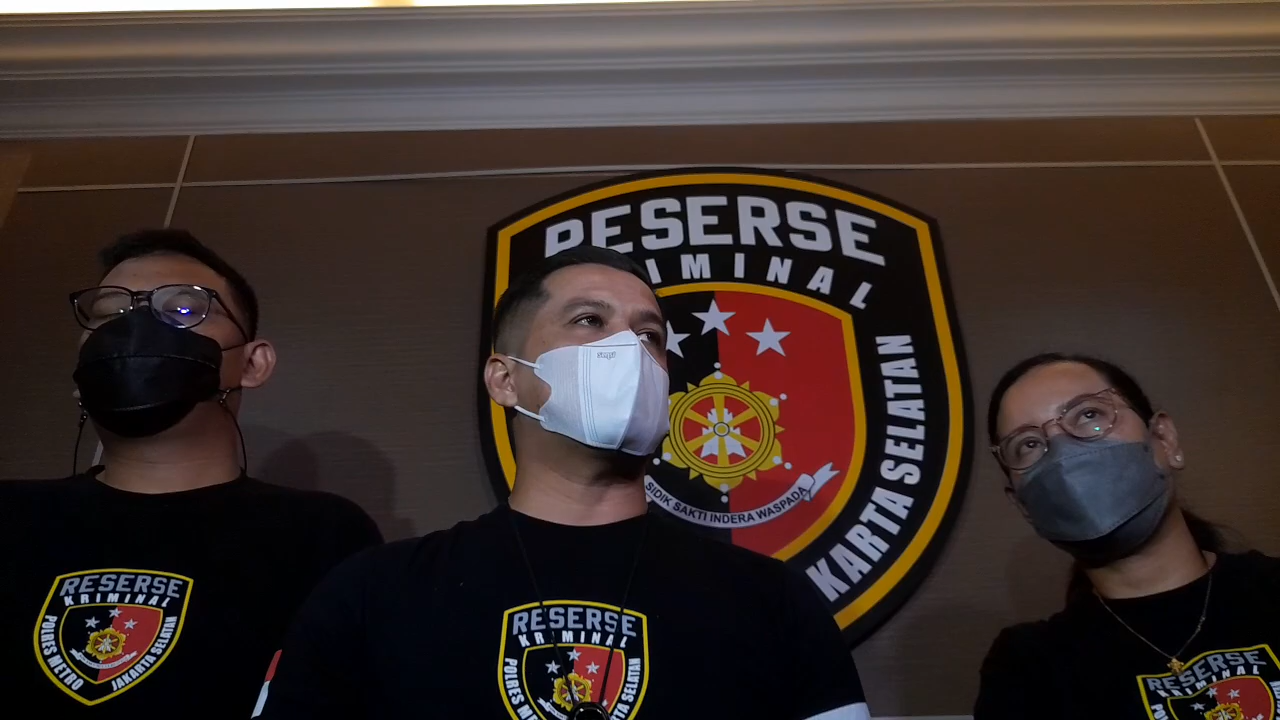 RESERSE
KRIMINAL
KARTA SELATAN
SIDIK SAKTI INDERA WASPADA
RESERSE
KRIMINAL
POLRES METRO
JAKARTA SELATAN
RESERSE
KRIMINAL
POLRES METRO
SELATAN
RESERSE
KRIMINAL